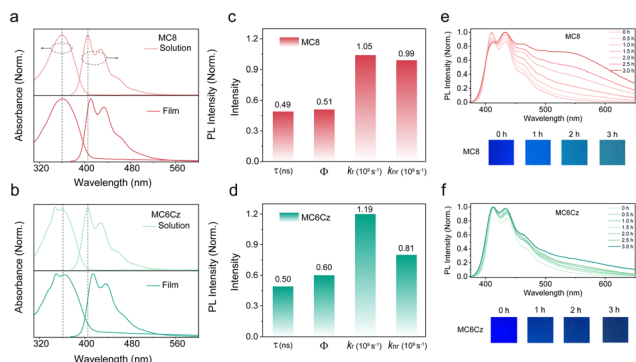 a
MC8
Solution
Film
Absorbance (Norm.)
PL Intensity (Norm.)
320 400 480 560
Wavelength (nm)
b
MC6Cz
Solution
Film
Absorbance (Norm.)
PL Intensity (Norm.)
320 400 480 560
Wavelength (nm)
c
MC8
1.2
0.9
0.6
0.3
0.0
Intensity
0.49
0.51
1.05
0.99
τ (ns) Φ kr (10⁹ s⁻¹) knr (10⁹ s⁻¹)
d
MC6Cz
1.2
0.9
0.6
0.3
0.0
Intensity
0.50
0.60
1.19
0.81
τ (ns) Φ kr (10⁹ s⁻¹) knr (10⁹ s⁻¹)
e
MC8
0 h
0.5 h
1.0 h
1.5 h
2.0 h
2.5 h
3.0 h
1.0
0.8
0.6
0.4
0.2
0.0
PL Intensity (Norm.)
400 500 600
Wavelength (nm)
0 h 1 h 2 h 3 h
MC8
f
MC6Cz
0 h
0.5 h
1.0 h
1.5 h
2.0 h
2.5 h
3.0 h
1.0
0.8
0.6
0.4
0.2
0.0
PL Intensity (Norm.)
400 500 600
Wavelength (nm)
0 h 1 h 2 h 3 h
MC6Cz